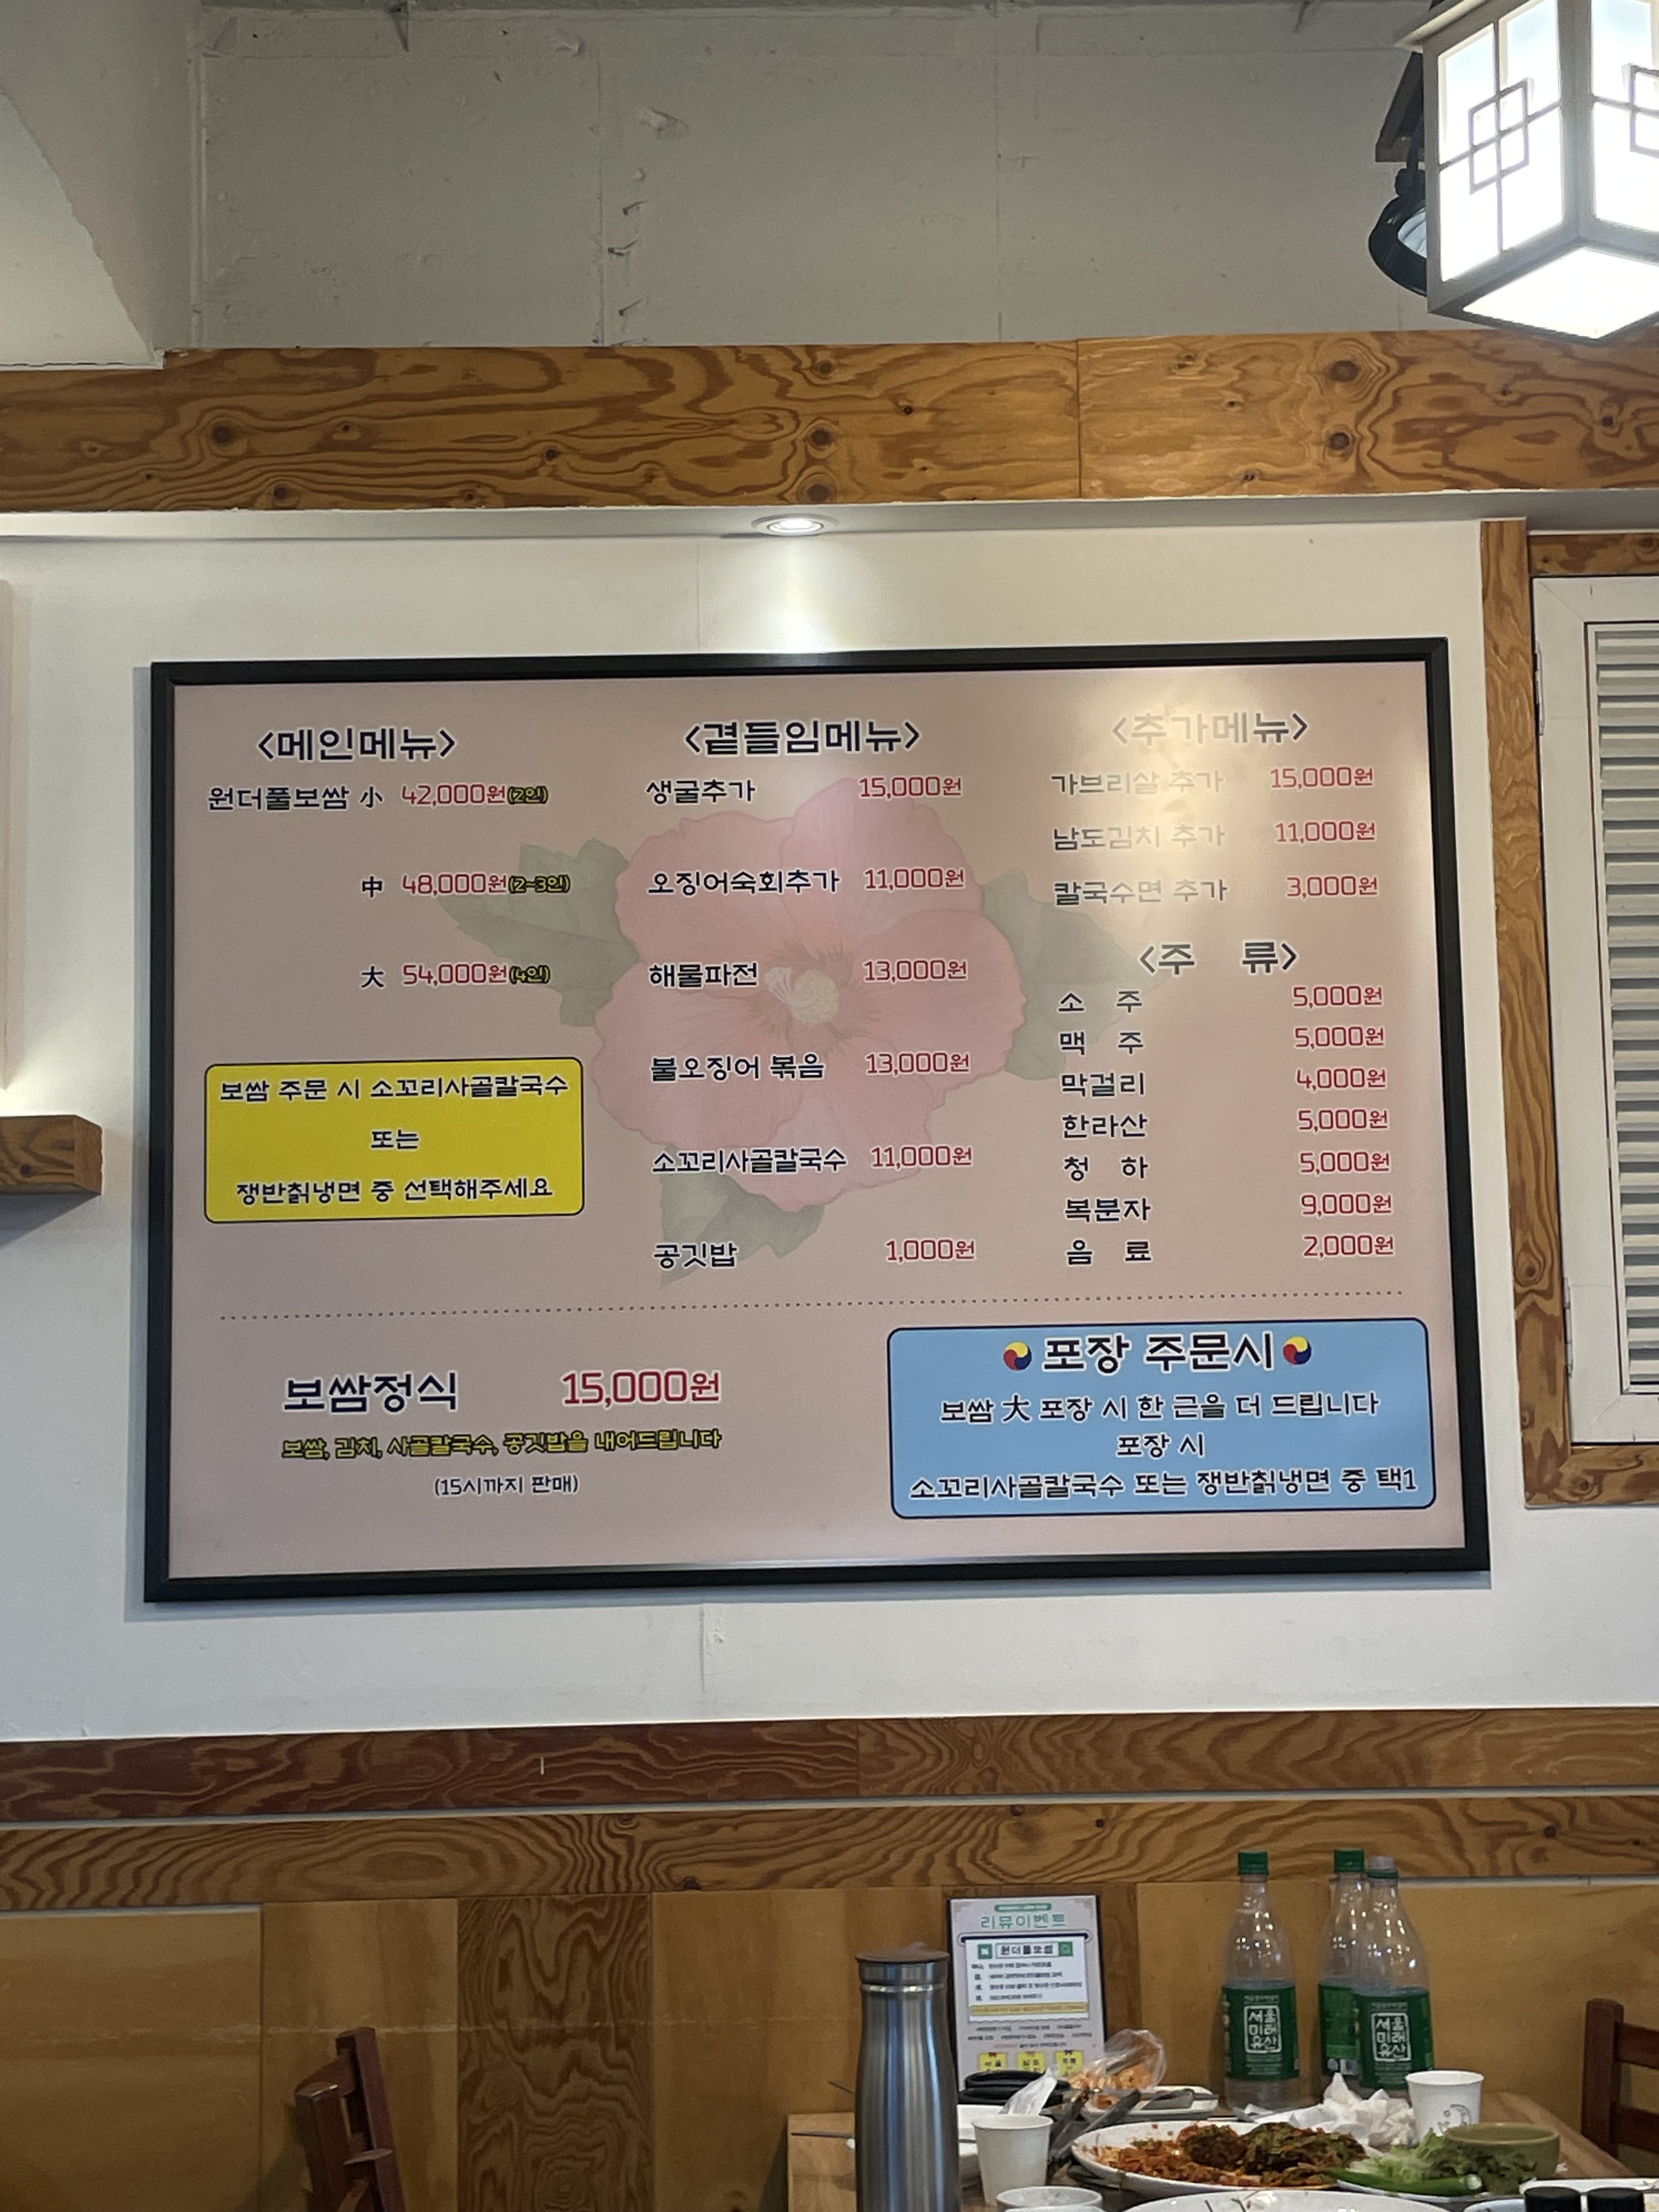 <메인메뉴>
원더풀보쌈 小 42,000원(2인)
中 48,000원(2~3인)
大 54,000원(4인)
보쌈 주문 시 소꼬리사골칼국수
또는
쟁반칡냉면 중 선택해주세요
<곁들임메뉴>
생굴추가 15,000원
오징어숙회추가 11,000원
해물파전 13,000원
불오징어 볶음 13,000원
소꼬리사골칼국수 11,000원
공깃밥 1,000원
<추가메뉴>
가브리살 추가 15,000원
남도김치 추가 11,000원
칼국수면 추가 3,000원
<주 류>
소 주 5,000원
맥 주 5,000원
막걸리 4,000원
한라산 5,000원
청 하 5,000원
복분자 9,000원
음 료 2,000원
보쌈정식 15,000원
보쌈, 김치, 사골칼국수, 공깃밥을 내어드립니다
(15시까지 판매)
포장 주문시
보쌈 大 포장 시 한 근을 더 드립니다
포장 시
소꼬리사골칼국수 또는 쟁반칡냉면 중 택1
리뷰이벤트
원더풀보쌈
서울
미래
유산
서울
미래
유산